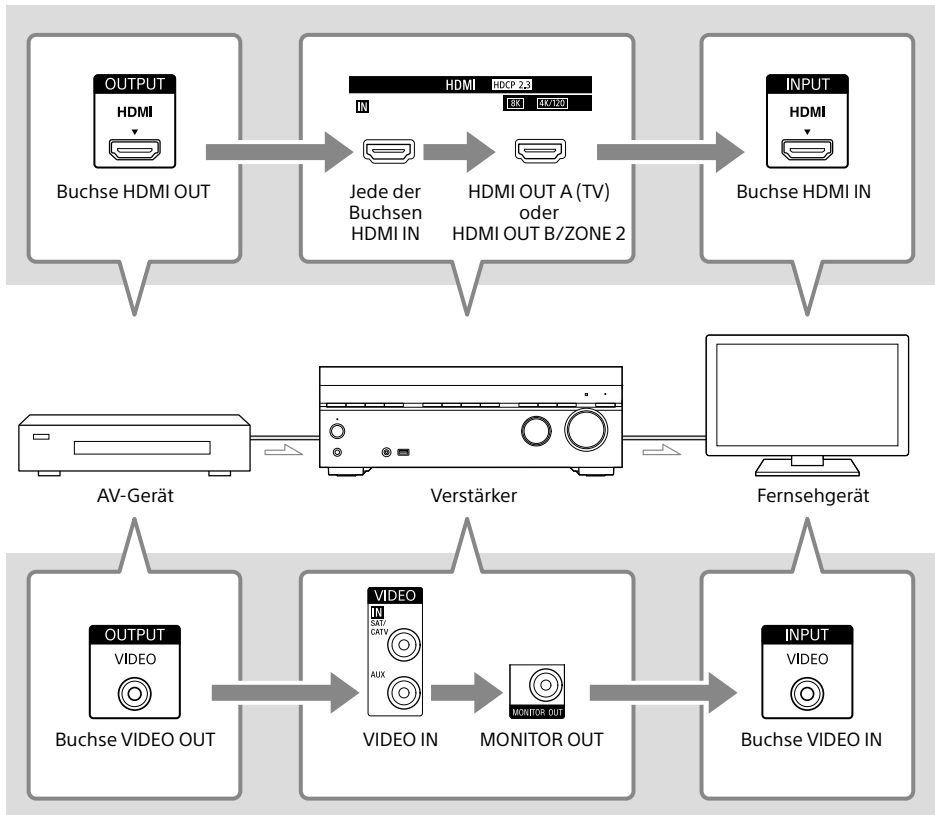 OUTPUT
HDMI
Buchse HDMI OUT
HDMI HDCP 2.3
IN
8K 4K/120
Jede der
Buchsen
HDMI IN
HDMI OUT A (TV)
oder
HDMI OUT B/ZONE 2
INPUT
HDMI
Buchse HDMI IN
AV-Gerät
Verstärker
Fernsehgerät
OUTPUT
VIDEO
Buchse VIDEO OUT
VIDEO
IN
SAT/
CATV
AUX
VIDEO IN
MONITOR OUT
MONITOR OUT
INPUT
VIDEO
Buchse VIDEO IN